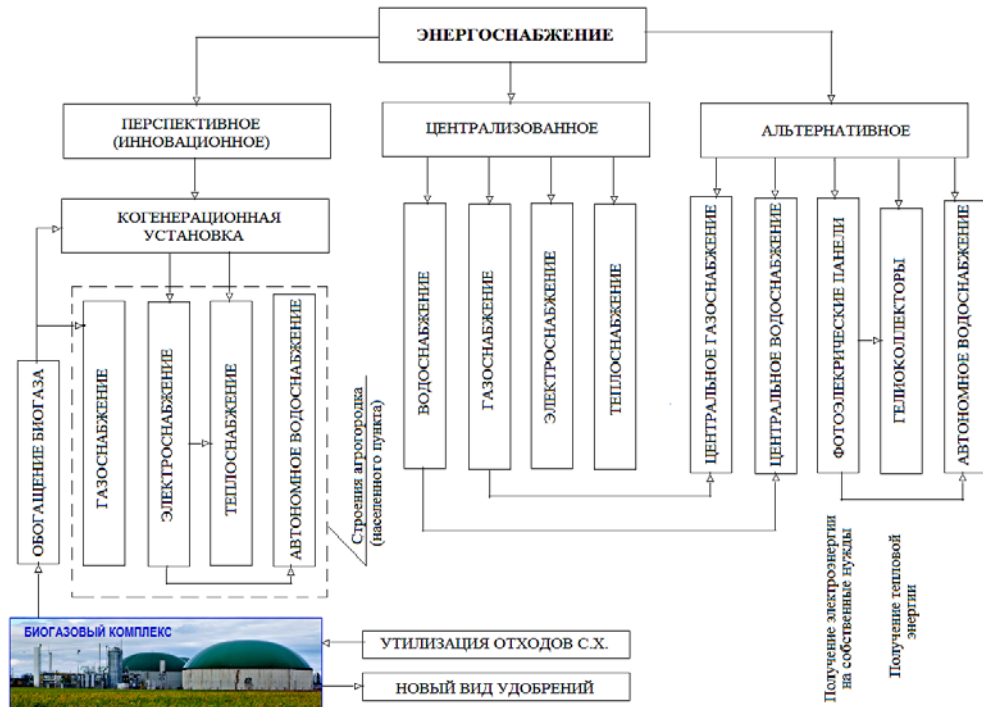 ЭНЕРГОСНАБЖЕНИЕ
ПЕРСПЕКТИВНОЕ
(ИННОВАЦИОННОЕ)
ЦЕНТРАЛИЗОВАННОЕ
АЛЬТЕРНАТИВНОЕ
КОГЕНЕРАЦИОННАЯ
УСТАНОВКА
ОБОГАЩЕНИЕ БИОГАЗА
ГАЗОСНАБЖЕНИЕ
ЭЛЕКТРОСНАБЖЕНИЕ
ТЕПЛОСНАБЖЕНИЕ
АВТОНОМНОЕ ВОДОСНАБЖЕНИЕ
Строения агрогородка
(населенного пункта)
ВОДОСНАБЖЕНИЕ
ГАЗОСНАБЖЕНИЕ
ЭЛЕКТРОСНАБЖЕНИЕ
ТЕПЛОСНАБЖЕНИЕ
ЦЕНТРАЛЬНОЕ ГАЗОСНАБЖЕНИЕ
ЦЕНТРАЛЬНОЕ ВОДОСНАБЖЕНИЕ
ФОТОЭЛЕКРИЧЕСКИЕ ПАНЕЛИ
ГЕЛИОКОЛЛЕКТОРЫ
АВТОНОМНОЕ ВОДОСНАБЖЕНИЕ
Получение электроэнергии
на собственные нужды
Получение тепловой
энергии
БИОГАЗОВЫЙ КОМПЛЕКС
УТИЛИЗАЦИЯ ОТХОДОВ С.Х.
НОВЫЙ ВИД УДОБРЕНИЙ